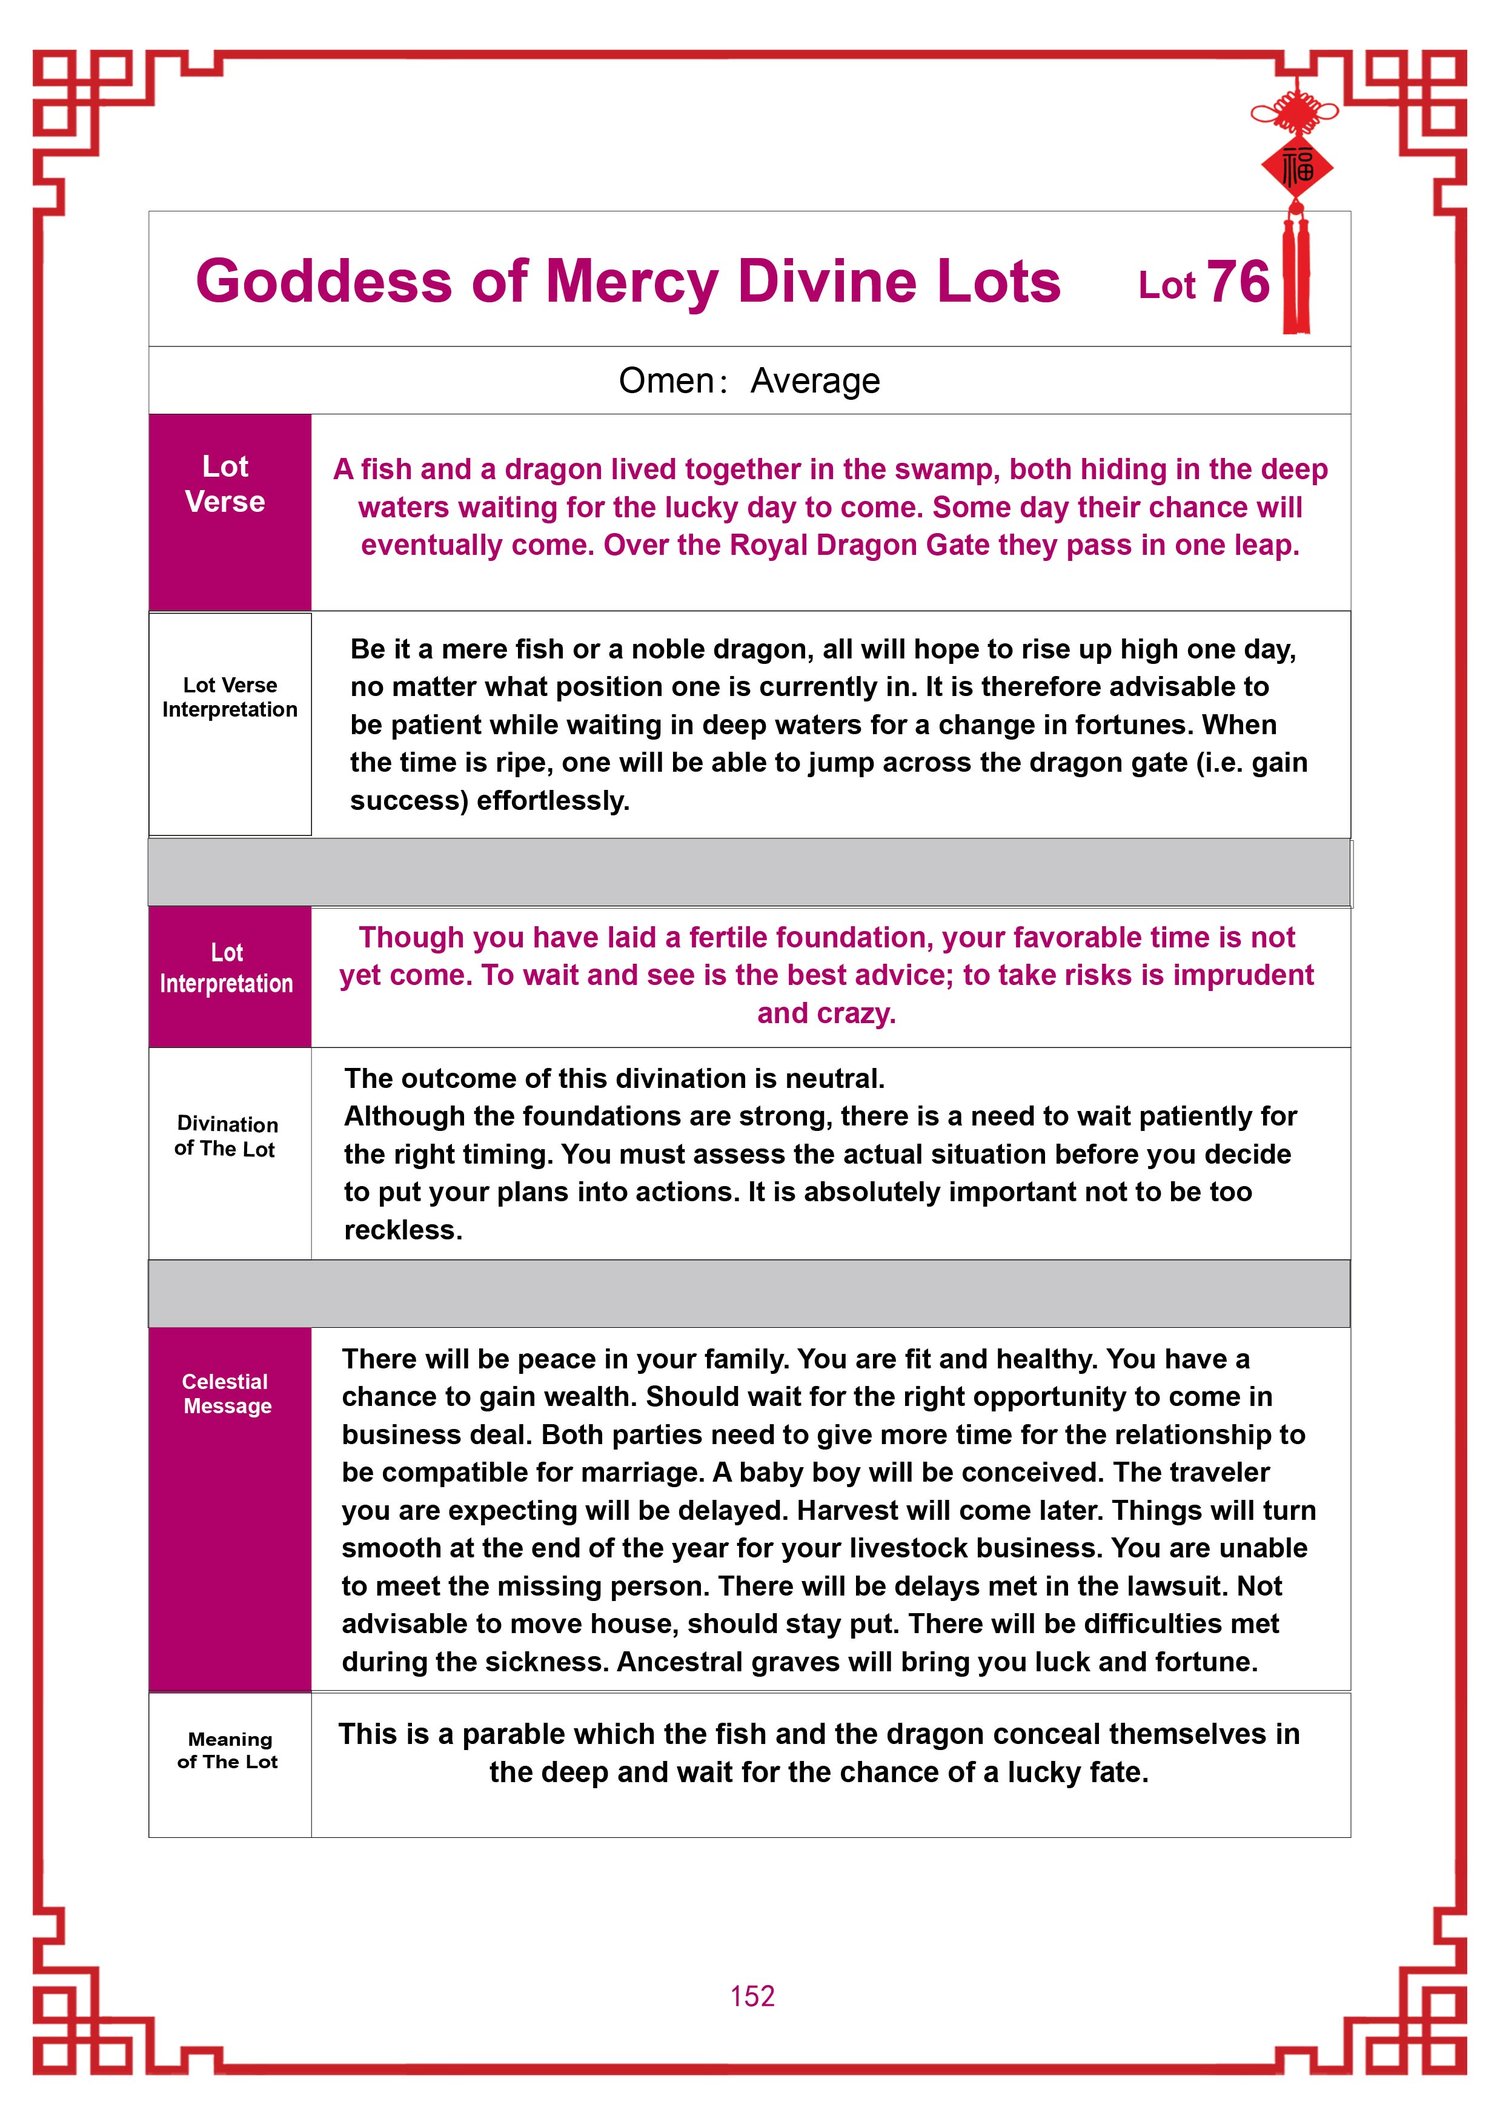 福
Goddess of Mercy Divine Lots Lot 76
Omen： Average
Lot
Verse
A fish and a dragon lived together in the swamp, both hiding in the deep
waters waiting for the lucky day to come. Some day their chance will
eventually come. Over the Royal Dragon Gate they pass in one leap.
Lot Verse
Interpretation
Be it a mere fish or a noble dragon, all will hope to rise up high one day,
no matter what position one is currently in. It is therefore advisable to
be patient while waiting in deep waters for a change in fortunes. When
the time is ripe, one will be able to jump across the dragon gate (i.e. gain
success) effortlessly.
Lot
Interpretation
Though you have laid a fertile foundation, your favorable time is not
yet come. To wait and see is the best advice; to take risks is imprudent
and crazy.
Divination
of The Lot
The outcome of this divination is neutral.
Although the foundations are strong, there is a need to wait patiently for
the right timing. You must assess the actual situation before you decide
to put your plans into actions. It is absolutely important not to be too
reckless.
Celestial
Message
There will be peace in your family. You are fit and healthy. You have a
chance to gain wealth. Should wait for the right opportunity to come in
business deal. Both parties need to give more time for the relationship to
be compatible for marriage. A baby boy will be conceived. The traveler
you are expecting will be delayed. Harvest will come later. Things will turn
smooth at the end of the year for your livestock business. You are unable
to meet the missing person. There will be delays met in the lawsuit. Not
advisable to move house, should stay put. There will be difficulties met
during the sickness. Ancestral graves will bring you luck and fortune.
Meaning
of The Lot
This is a parable which the fish and the dragon conceal themselves in
the deep and wait for the chance of a lucky fate.
152